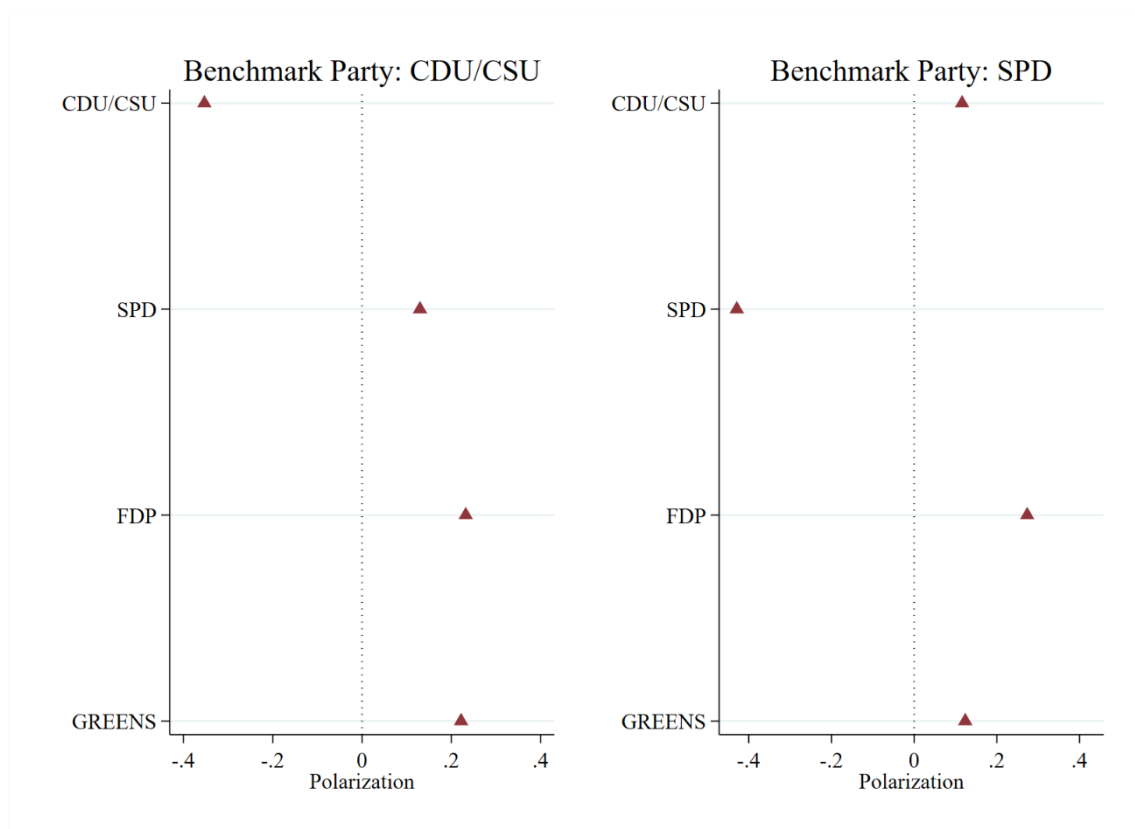 Benchmark Party: CDU/CSU
CDU/CSU
SPD
FDP
GREENS
-.4 -.2 0 .2 .4
Polarization
Benchmark Party: SPD
CDU/CSU
SPD
FDP
GREENS
-.4 -.2 0 .2 .4
Polarization